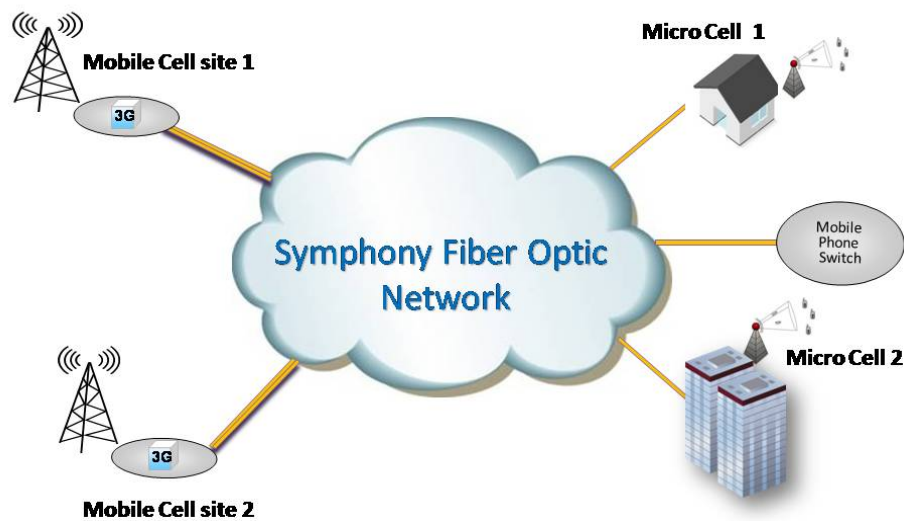 Mobile Cell site 1
3G
Micro Cell 1
Symphony Fiber Optic
Network
Mobile
Phone
Switch
Micro Cell 2
3G
Mobile Cell site 2